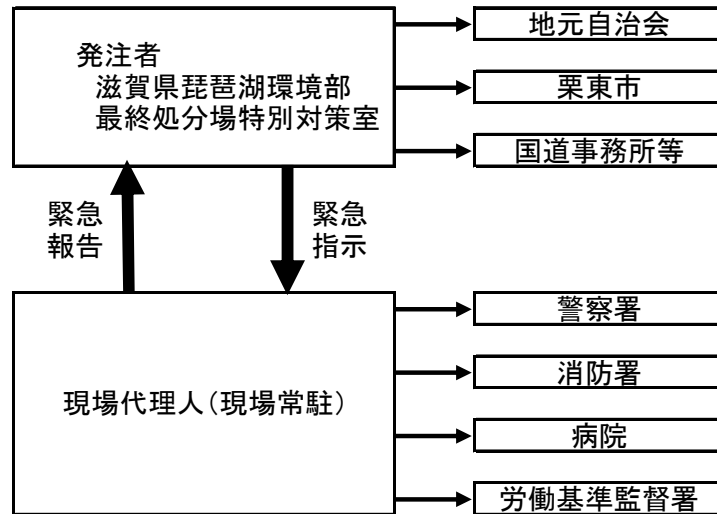 発注者
滋賀県琵琶湖環境部
最終処分場特別対策室
地元自治会
栗東市
国道事務所等
緊急
報告
緊急
指示
現場代理人(現場常駐)
警察署
消防署
病院
労働基準監督署